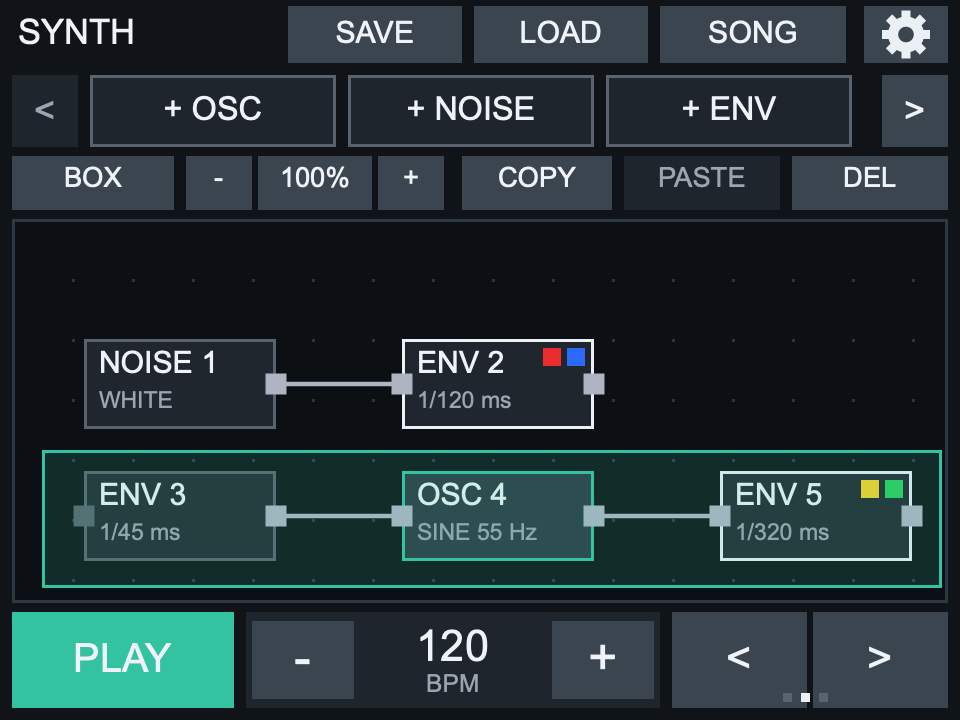 SYNTH SAVE LOAD SONG
< + OSC + NOISE + ENV >
BOX - 100% + COPY PASTE DEL
NOISE 1 ENV 2
WHITE 1/120 ms
ENV 3 OSC 4 ENV 5
1/45 ms SINE 55 Hz 1/320 ms
PLAY - 120 + < >
BPM